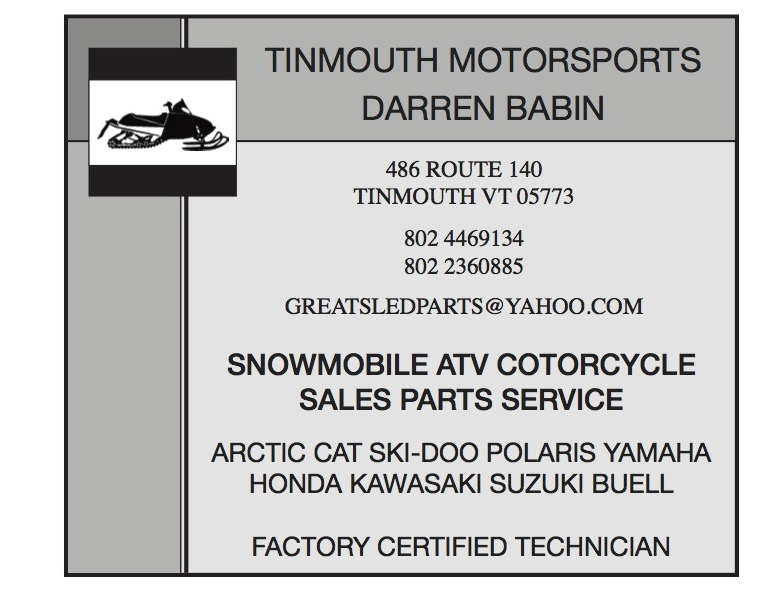 TINMOUTH MOTORSPORTS
DARREN BABIN
486 ROUTE 140
TINMOUTH VT 05773
802 4469134
802 2360885
GREATSLEDPARTS@YAHOO.COM
SNOWMOBILE ATV COTORCYCLE
SALES PARTS SERVICE
ARCTIC CAT SKI-DOO POLARIS YAMAHA
HONDA KAWASAKI SUZUKI BUELL
FACTORY CERTIFIED TECHNICIAN